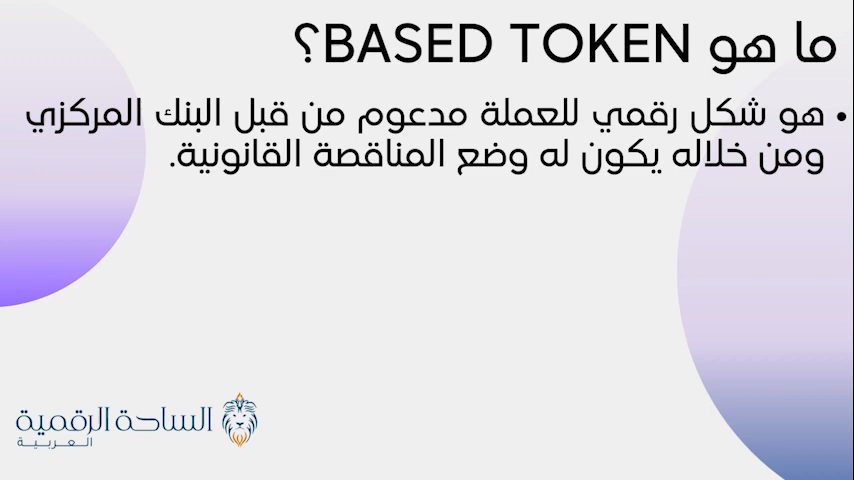 ما هو BASED TOKEN؟
• هو شكل رقمي للعملة مدعوم من قبل البنك المركزي
ومن خلاله يكون له وضع المناقصة القانونية.
الساحة الرقمية
العربية